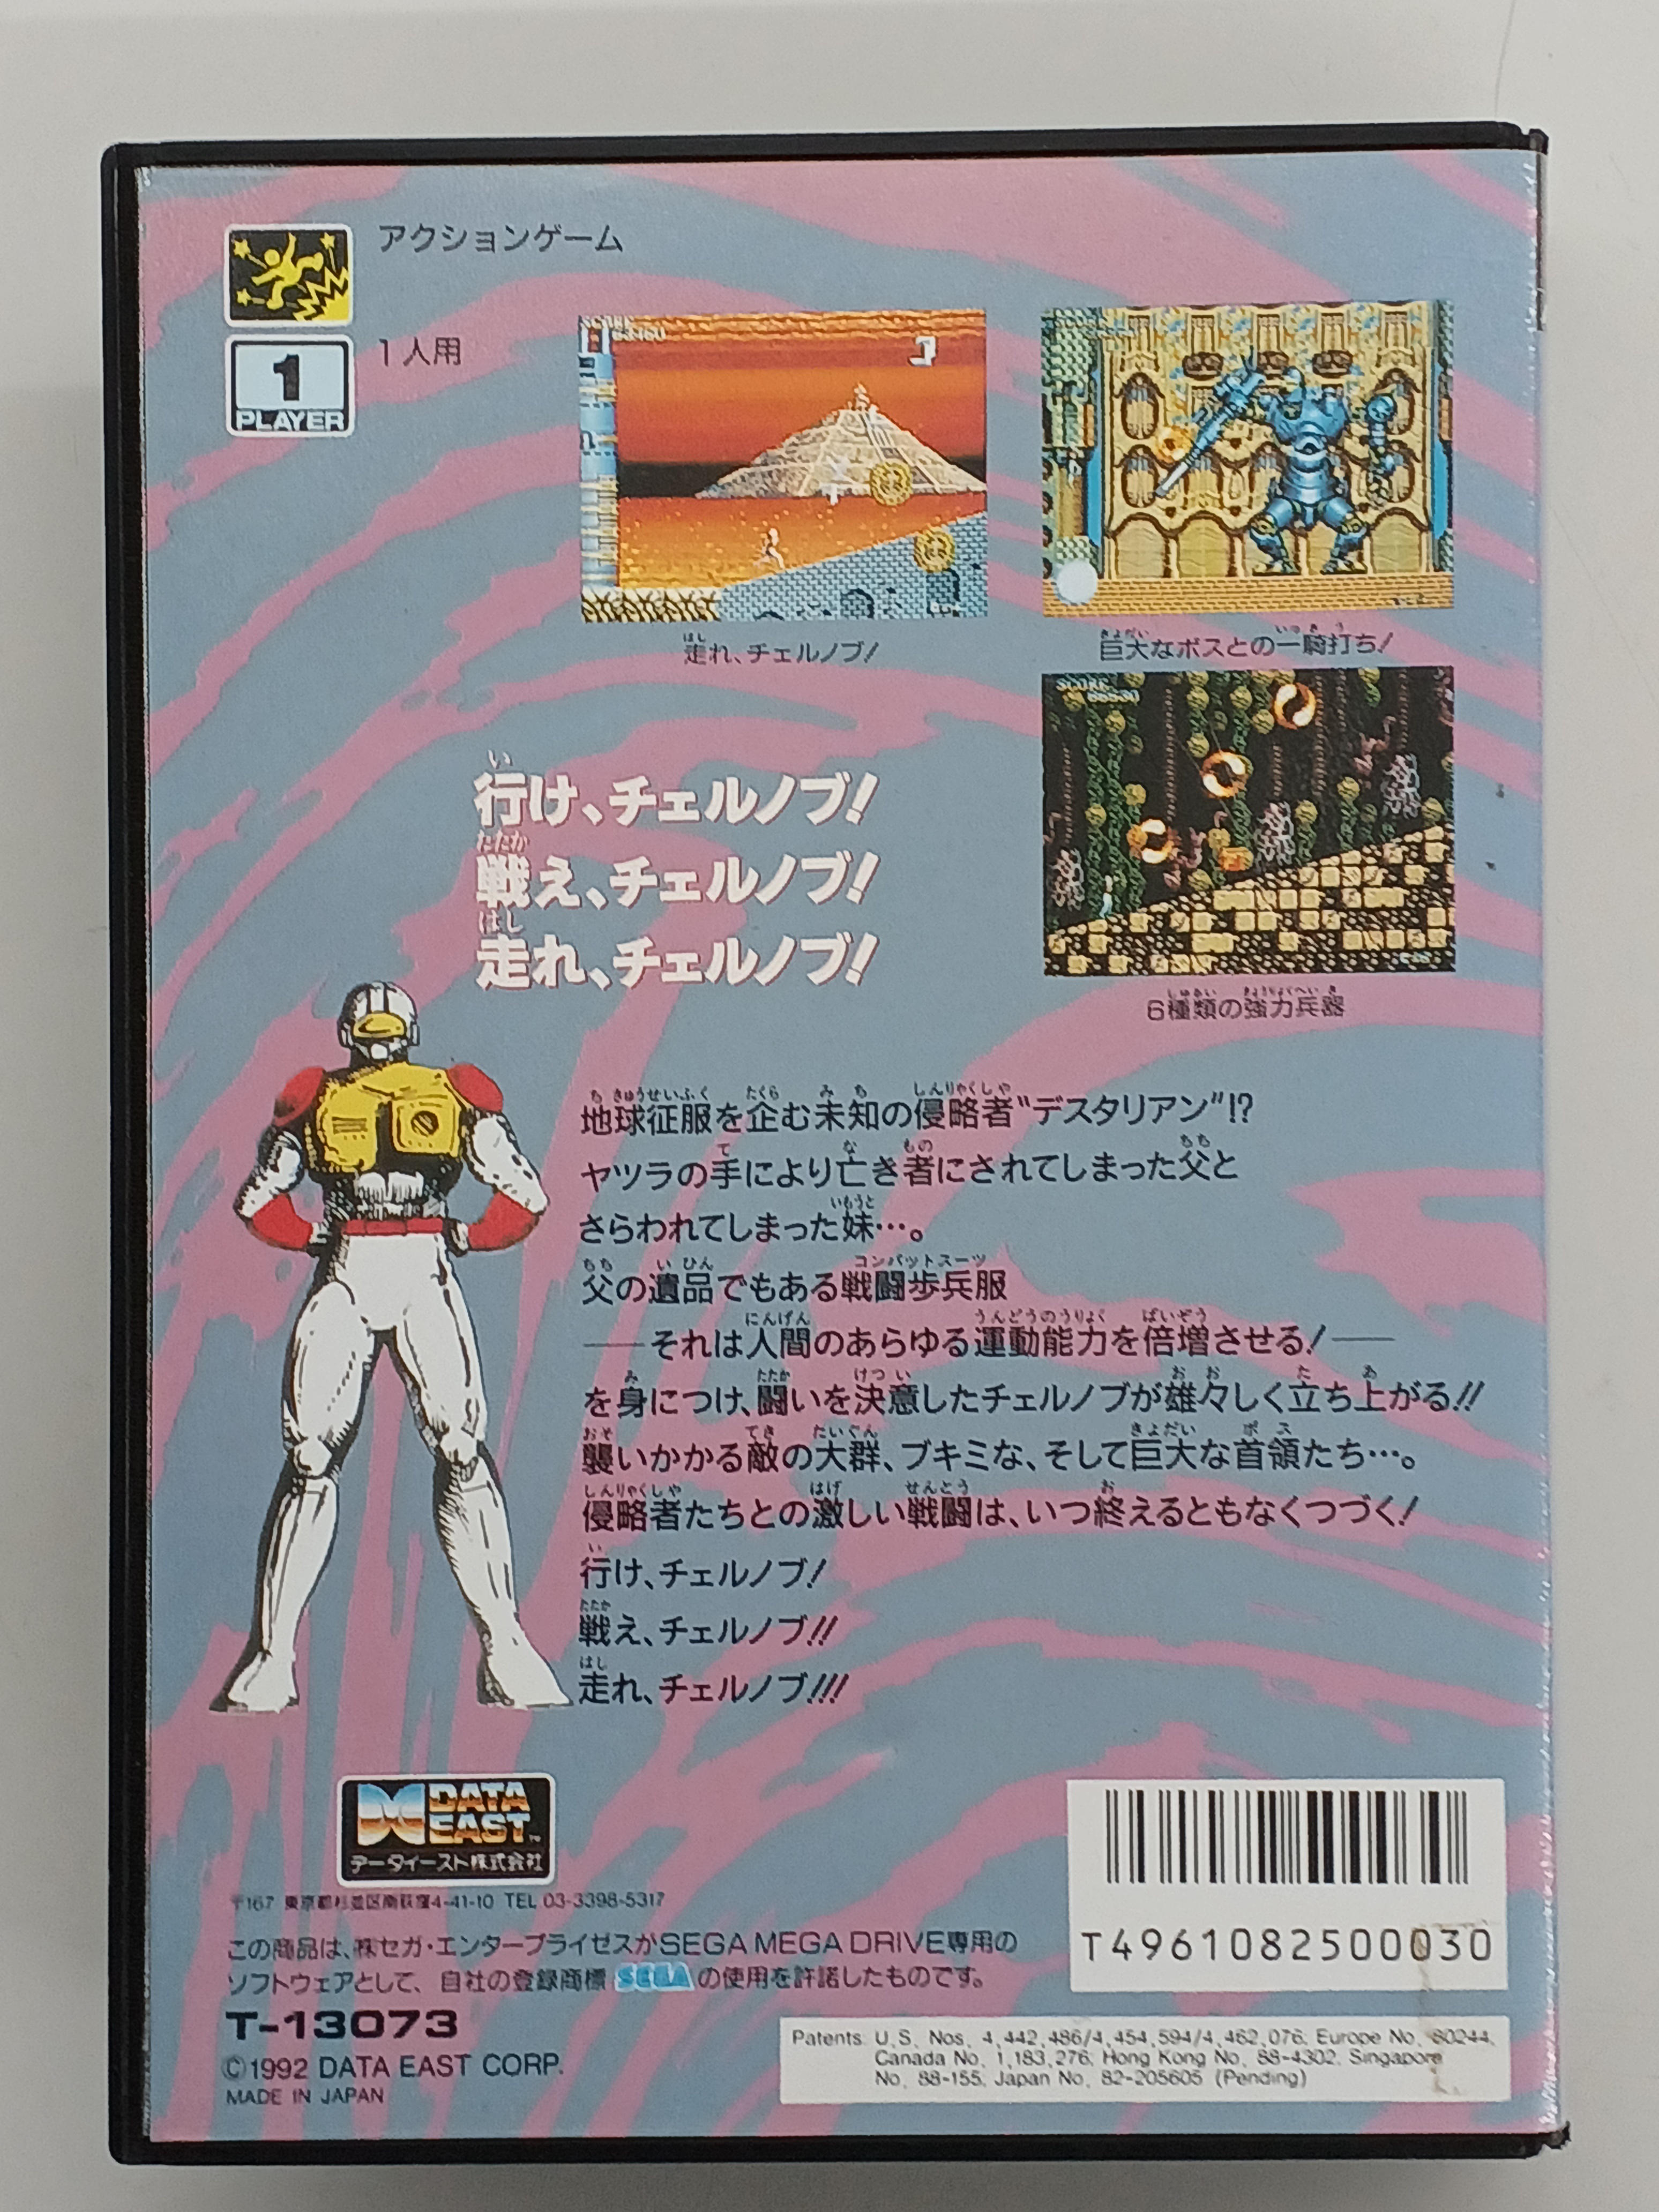 アクションゲーム
1
PLAYER
1人用
SCORE
走れ、チェルノブ!
巨大なボスとの一騎打ち!
SCORE
6種類の強力兵器
行け、チェルノブ!
戦え、チェルノブ!
走れ、チェルノブ!
地球征服を企む未知の侵略者"デスタリアン"!?
ヤツラの手により亡き者にされてしまった父と
さらわれてしまった妹…。
父の遺品でもある戦闘歩兵服
——それは人間のあらゆる運動能力を倍増させる!——
を身につけ、闘いを決意したチェルノブが雄々しく立ち上がる!!
襲いかかる敵の大群、ブキミな、そして巨大な首領たち…。
侵略者たちとの激しい戦闘は、いつ終えるともなくつづく!
行け、チェルノブ!
戦え、チェルノブ!!
走れ、チェルノブ!!!
DATA
EAST™
データイースト株式会社
〒167 東京都杉並区南荻窪4-41-10 TEL 03-3398-5317
この商品は、㈱セガ・エンタープライゼスがSEGA MEGA DRIVE専用の
ソフトウェアとして、自社の登録商標 SEGA の使用を許諾したものです。
T-13073
©1992 DATA EAST CORP.
MADE IN JAPAN
T4961082500030
Patents: U.S. Nos. 4,442,486/4,454,594/4,462,076; Europe No. 80244;
Canada No. 1,183,276; Hong Kong No. 88-4302; Singapore
No. 88-155; Japan No. 82-205605 (Pending)